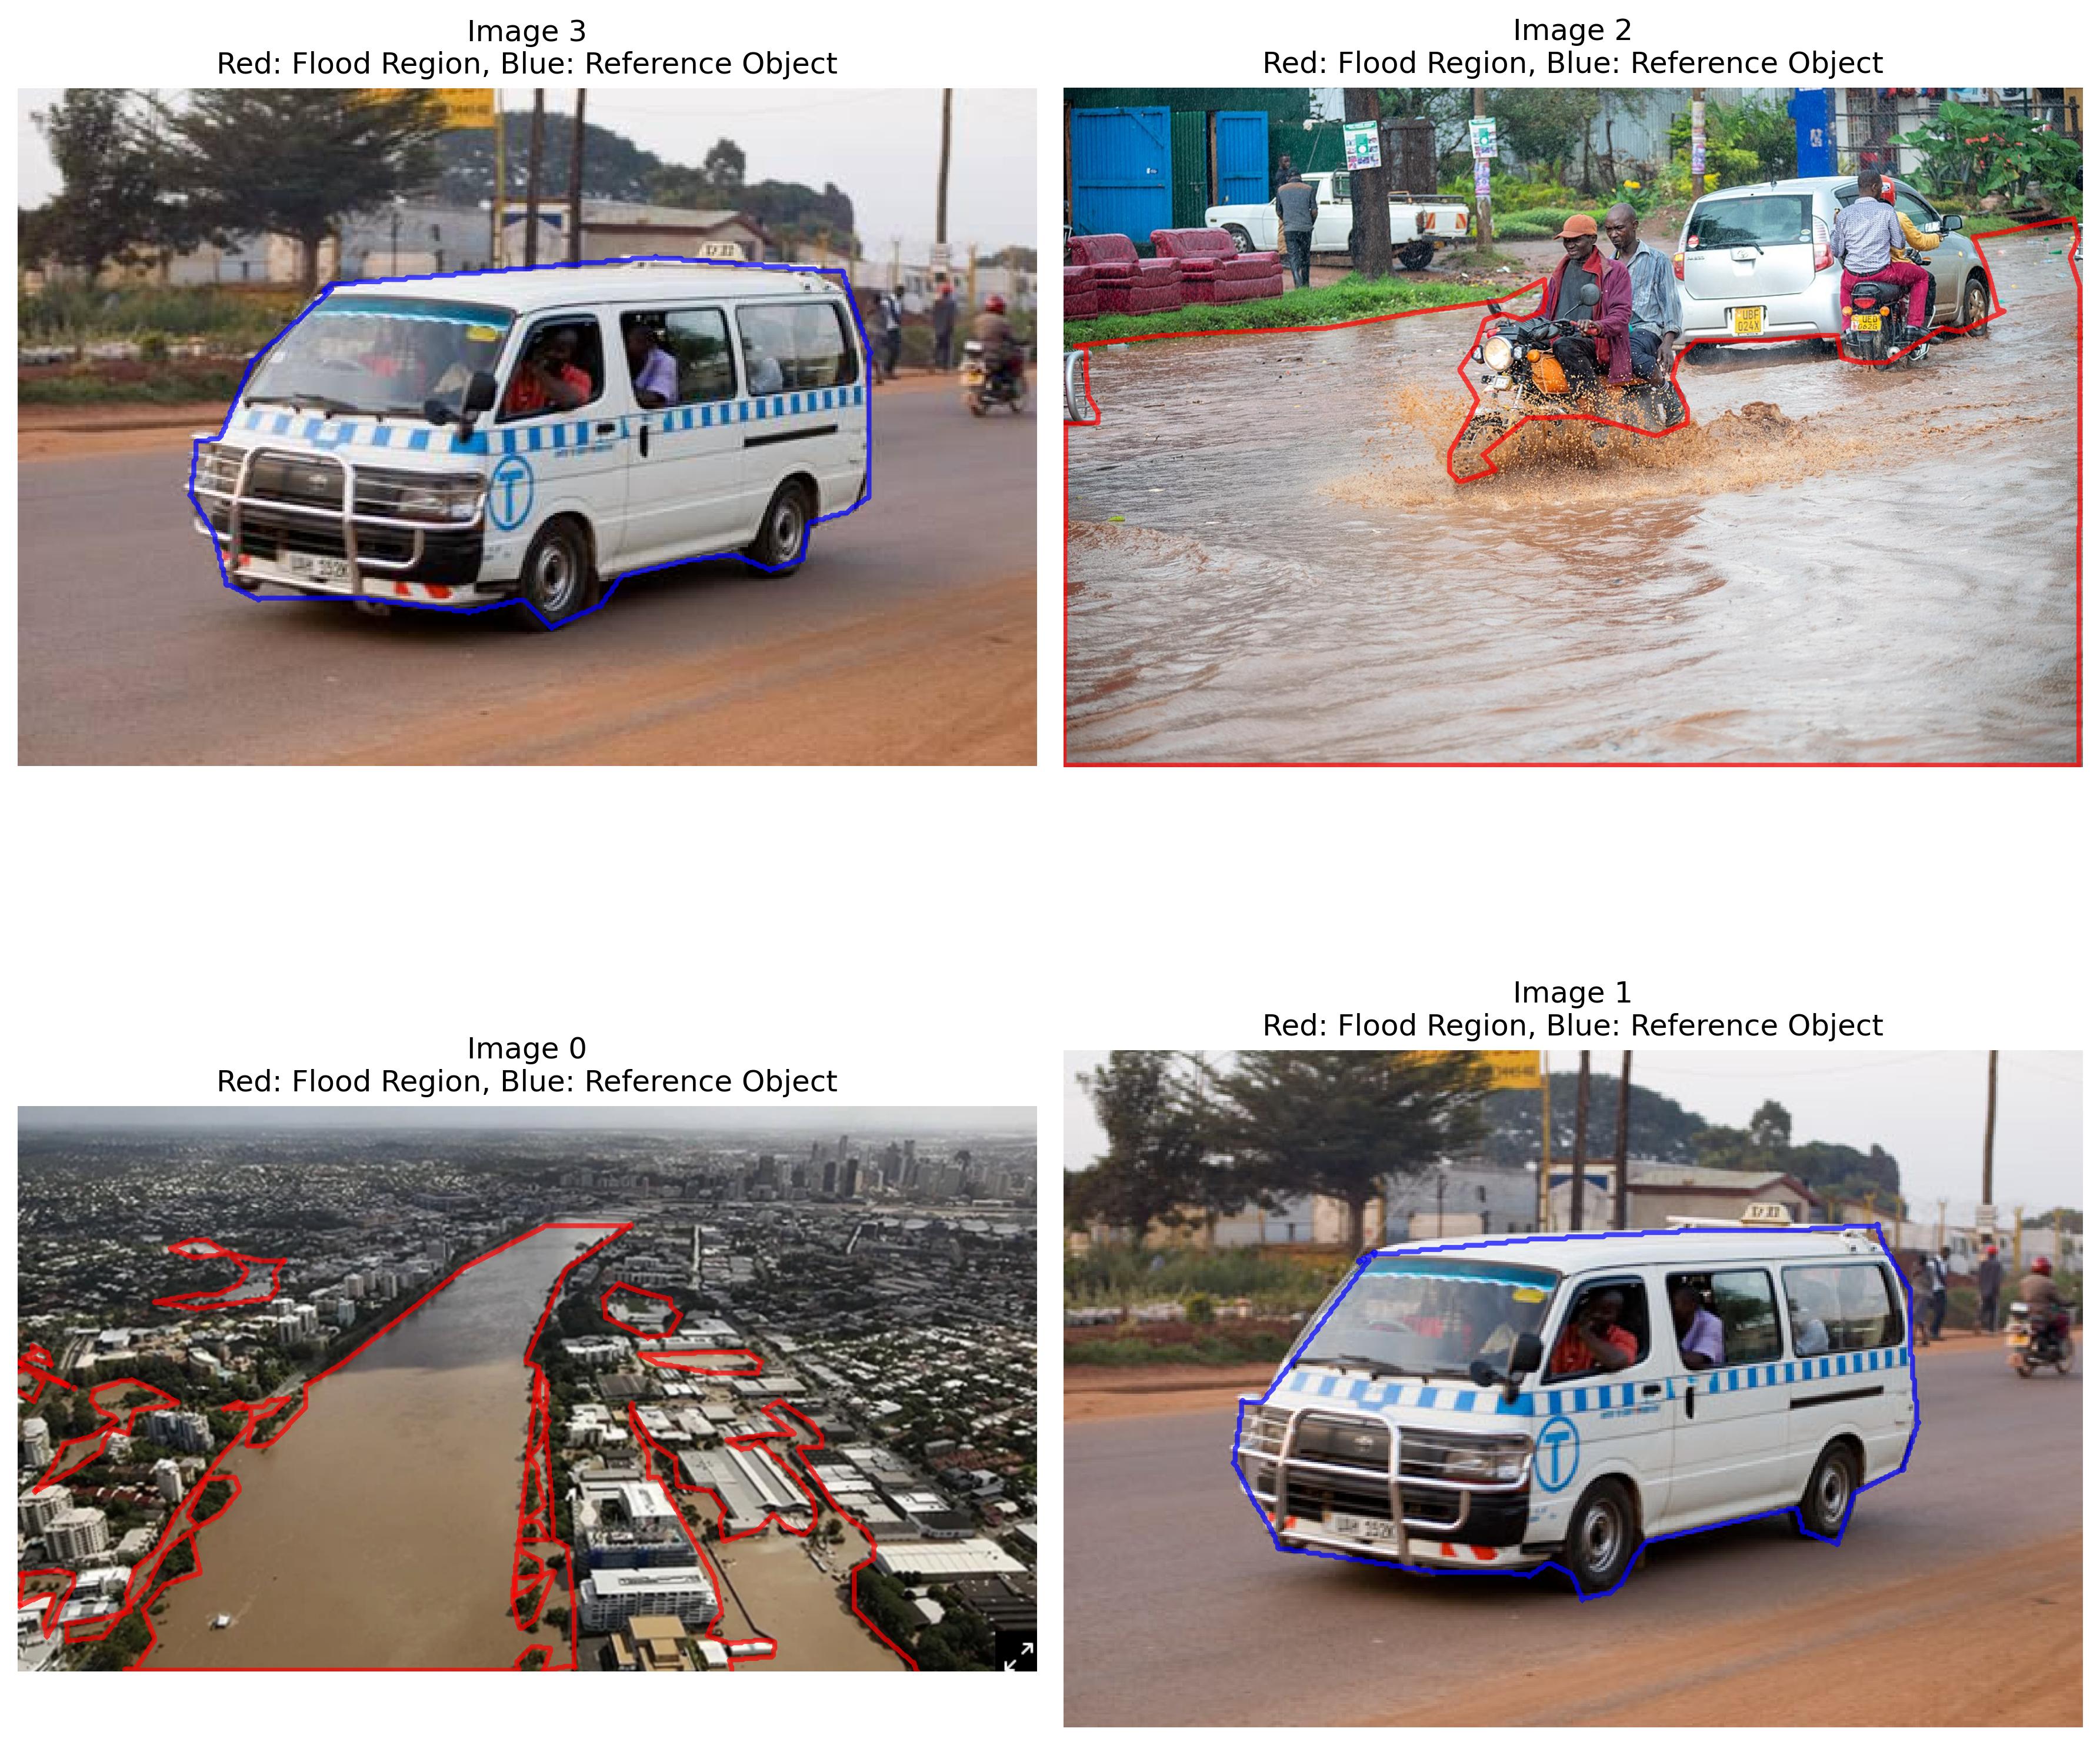 Image 3
Red: Flood Region, Blue: Reference Object
T
Image 2
Red: Flood Region, Blue: Reference Object
UBF
024X
Image 0
Red: Flood Region, Blue: Reference Object
Image 1
Red: Flood Region, Blue: Reference Object
T